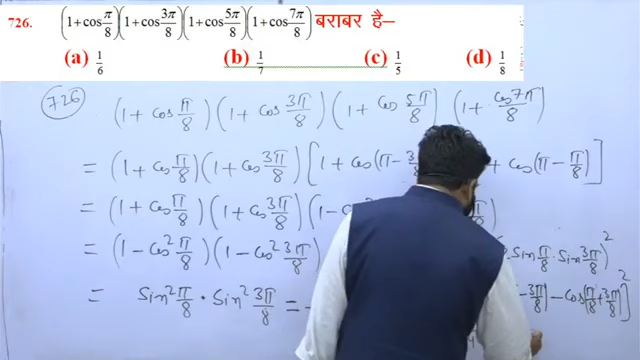 726. (1+cos π/8)(1+cos 3π/8)(1+cos 5π/8)(1+cos 7π/8) बराबर है–
(a) 1/6 (b) 1/7 (c) 1/5 (d) 1/8
726 (1+cos π/8)(1+cos 3π/8)(1+cos 5π/8)(1+cos 7π/8)
= (1+cos π/8)(1+cos 3π/8)[1+cos(π-3 + cos(π-π/8)]
= (1+cos π/8)(1+cos 3π/8)(1- π/8)
= (1-cos² π/8)(1-cos² 3π/8) sin π/8 · sin 3π/8)²
= sin² π/8 · sin² 3π/8 = -3π/8) - cos(π/8+3π/8)]²